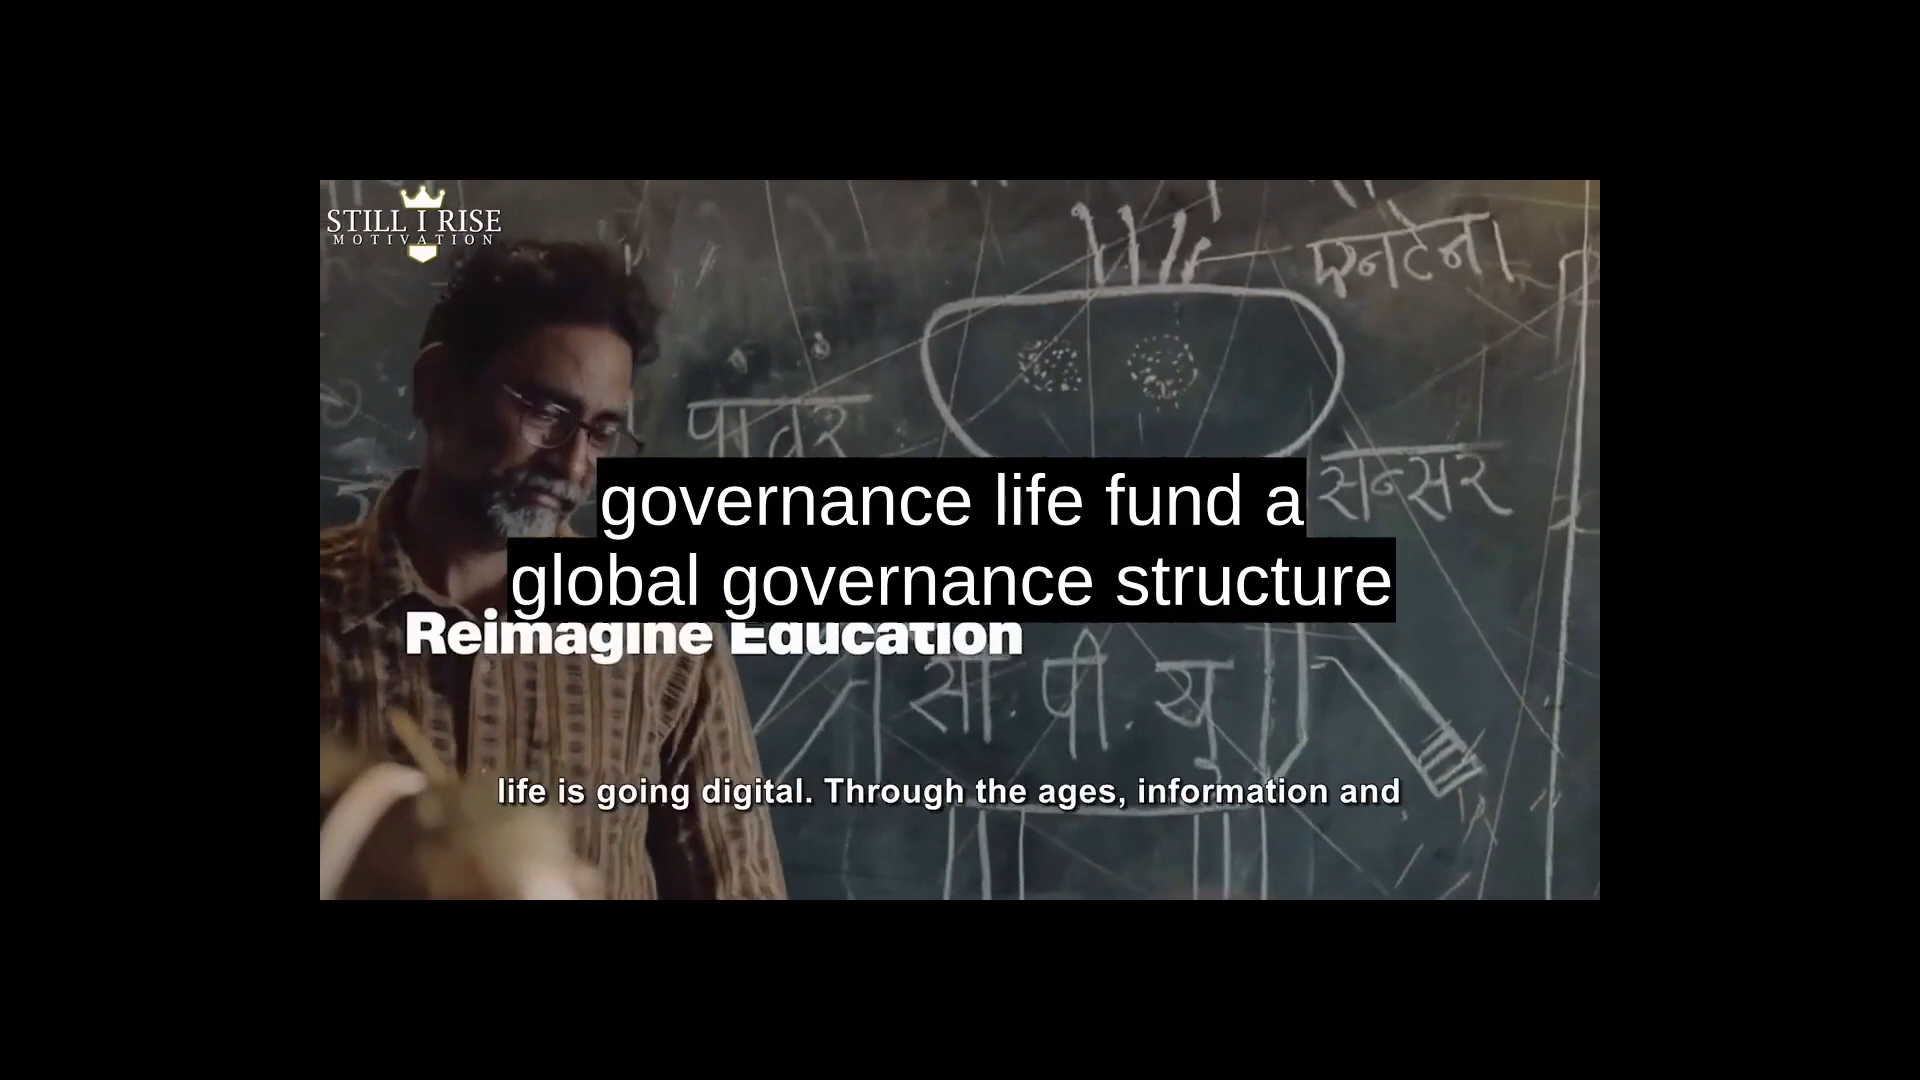 STILL I RISE
MOTIVATION
एनटेना
पावर
सेन्सर
governance life fund a
global governance structure
Reimagine Education
सी. पी. यु
life is going digital. Through the ages, information and